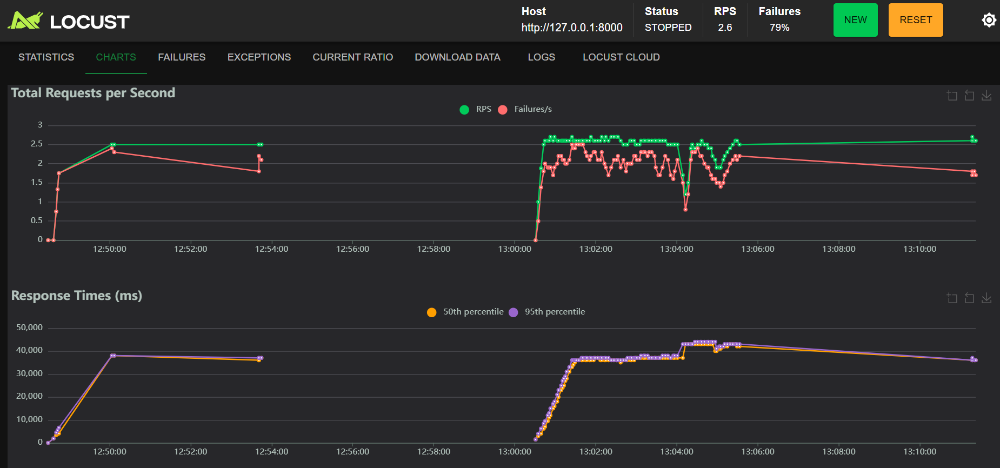 LOCUST
Host
http://127.0.0.1:8000
Status
STOPPED
RPS
2.6
Failures
79%
NEW
RESET
STATISTICS CHARTS FAILURES EXCEPTIONS CURRENT RATIO DOWNLOAD DATA LOGS LOCUST CLOUD
Total Requests per Second
RPS Failures/s
3
2.5
2
1.5
1
0.5
0
12:50:00 12:52:00 12:54:00 12:56:00 12:58:00 13:00:00 13:02:00 13:04:00 13:06:00 13:08:00 13:10:00
Response Times (ms)
50th percentile 95th percentile
50,000
40,000
30,000
20,000
10,000
0
12:50:00 12:52:00 12:54:00 12:56:00 12:58:00 13:00:00 13:02:00 13:04:00 13:06:00 13:08:00 13:10:00